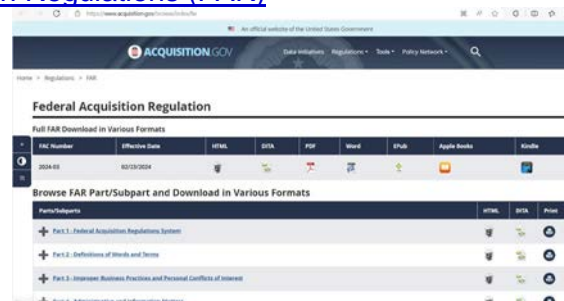 n Regulations (FAR)
https://www.acquisition.gov/browse/index/far
An official website of the United States Government
ACQUISITION.GOV
Data Initiatives Regulations Tools Policy Network
Home > Regulations > FAR
Federal Acquisition Regulation
Full FAR Download in Various Formats
FAC Number Effective Date HTML DITA PDF Word EPub Apple Books Kindle
2024-03 02/23/2024
Browse FAR Part/Subpart and Download in Various Formats
Parts/Subparts HTML DITA Print
Part 1 - Federal Acquisition Regulations System
Part 2 - Definitions of Words and Terms
Part 3 - Improper Business Practices and Personal Conflicts of Interest